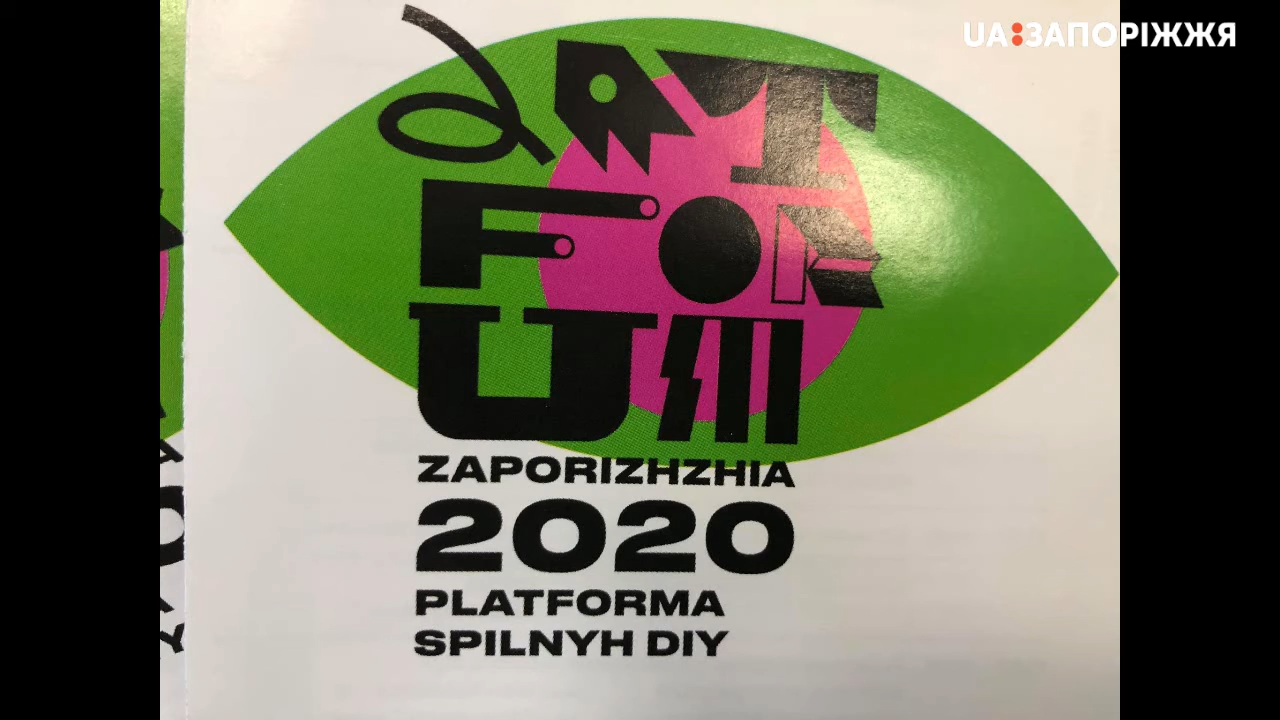 UA:ЗАПОРІЖЖЯ
ART
FOR
UM
ZAPORIZHZHIA
2020
PLATFORMA
SPILNYH DIY